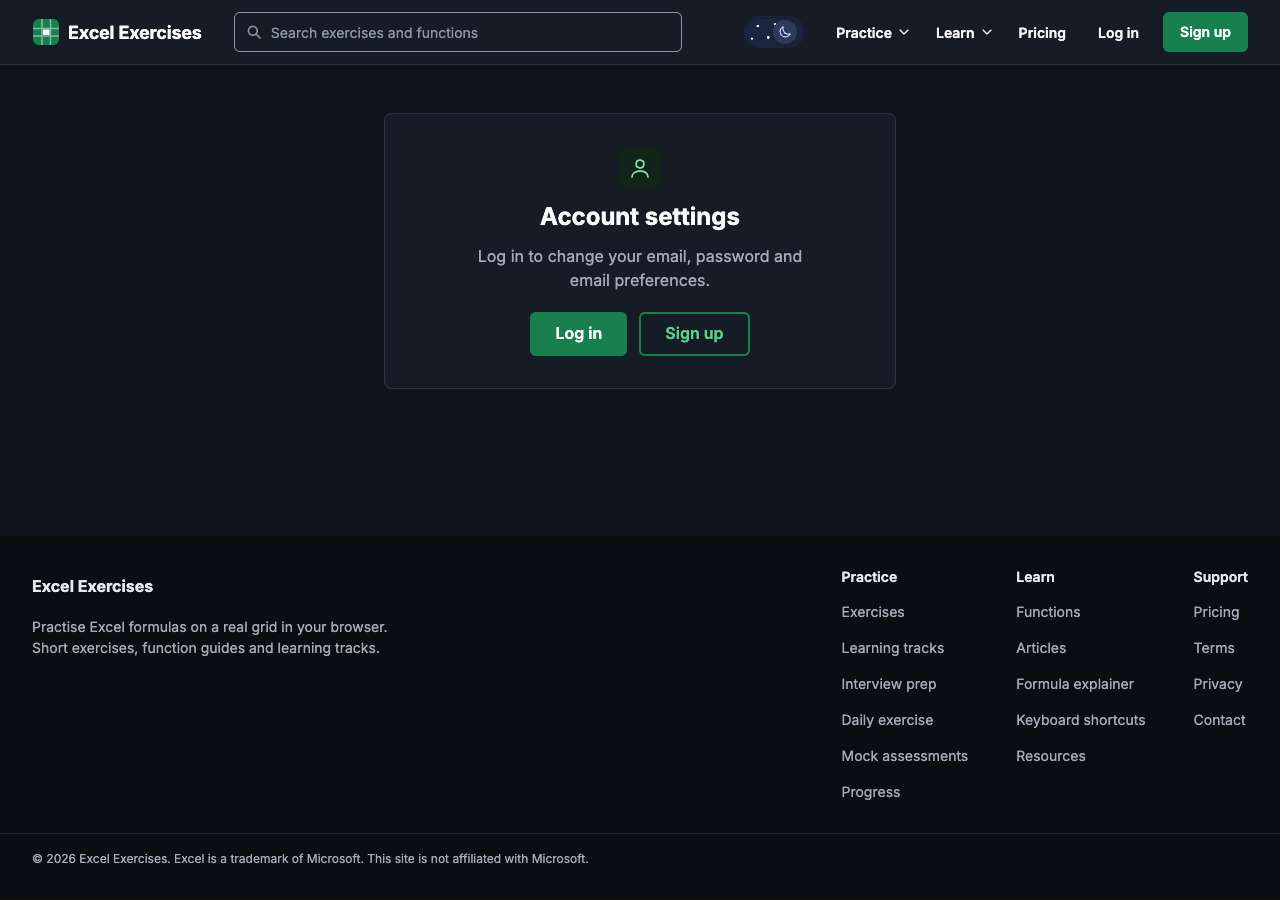 Excel Exercises
Search exercises and functions
Practice
Learn
Pricing
Log in
Sign up
Account settings
Log in to change your email, password and
email preferences.
Log in
Sign up
Excel Exercises
Practise Excel formulas on a real grid in your browser.
Short exercises, function guides and learning tracks.
Practice
Exercises
Learning tracks
Interview prep
Daily exercise
Mock assessments
Progress
Learn
Functions
Articles
Formula explainer
Keyboard shortcuts
Resources
Support
Pricing
Terms
Privacy
Contact
© 2026 Excel Exercises. Excel is a trademark of Microsoft. This site is not affiliated with Microsoft.